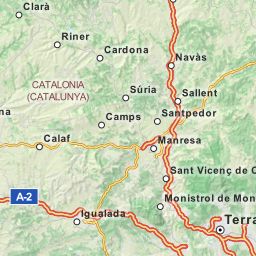 Clarà
Riner
Cardona
Navàs
CATALONIA
(CATALUNYA)
Súria
Sallent
Camps
Santpedor
Calaf
Manresa
Sant Vicenç de C
A-2
Monistrol de Mon
Igualada
Terra